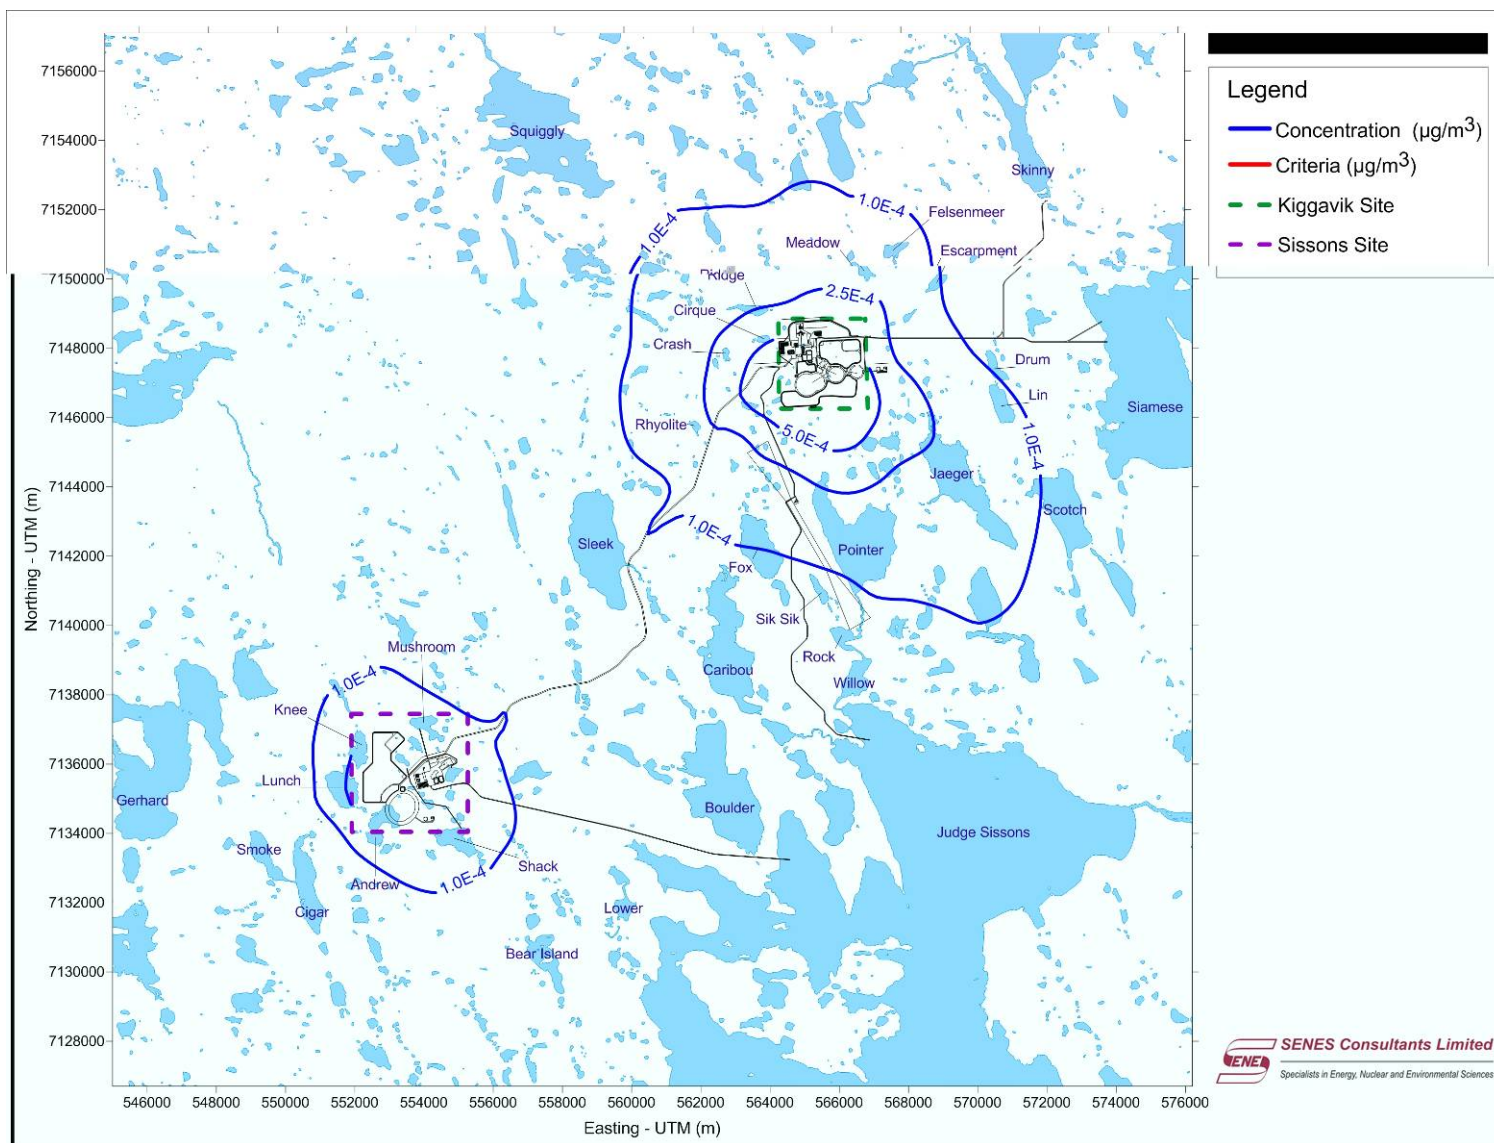 Legend
Concentration (µg/m³)
Criteria (µg/m³)
Kiggavik Site
Sissons Site
7156000
7154000
7152000
7150000
7148000
7146000
7144000
7142000
7140000
7138000
7136000
7134000
7132000
7130000
7128000
Northing - UTM (m)
546000 548000 550000 552000 554000 556000 558000 560000 562000 564000 566000 568000 570000 572000 574000 576000
Easting - UTM (m)
Squiggly
Skinny
1.0E-4
1.0E-4
Felsenmeer
Meadow
Escarpment
2.5E-4
Cirque
Crash
Drum
Lin
Siamese
Rhyolite
5.0E-4
1.0E-4
Jaeger
Scotch
1.0E-4
Sleek
Pointer
Fox
Sik Sik
Rock
Caribou
Willow
Mushroom
1.0E-4
Knee
Lunch
Gerhard
Boulder
Judge Sissons
Smoke
Shack
Andrew
1.0E-4
Cigar
Lower
Bear Island
SENES
SENES Consultants Limited
Specialists in Energy, Nuclear and Environmental Sciences